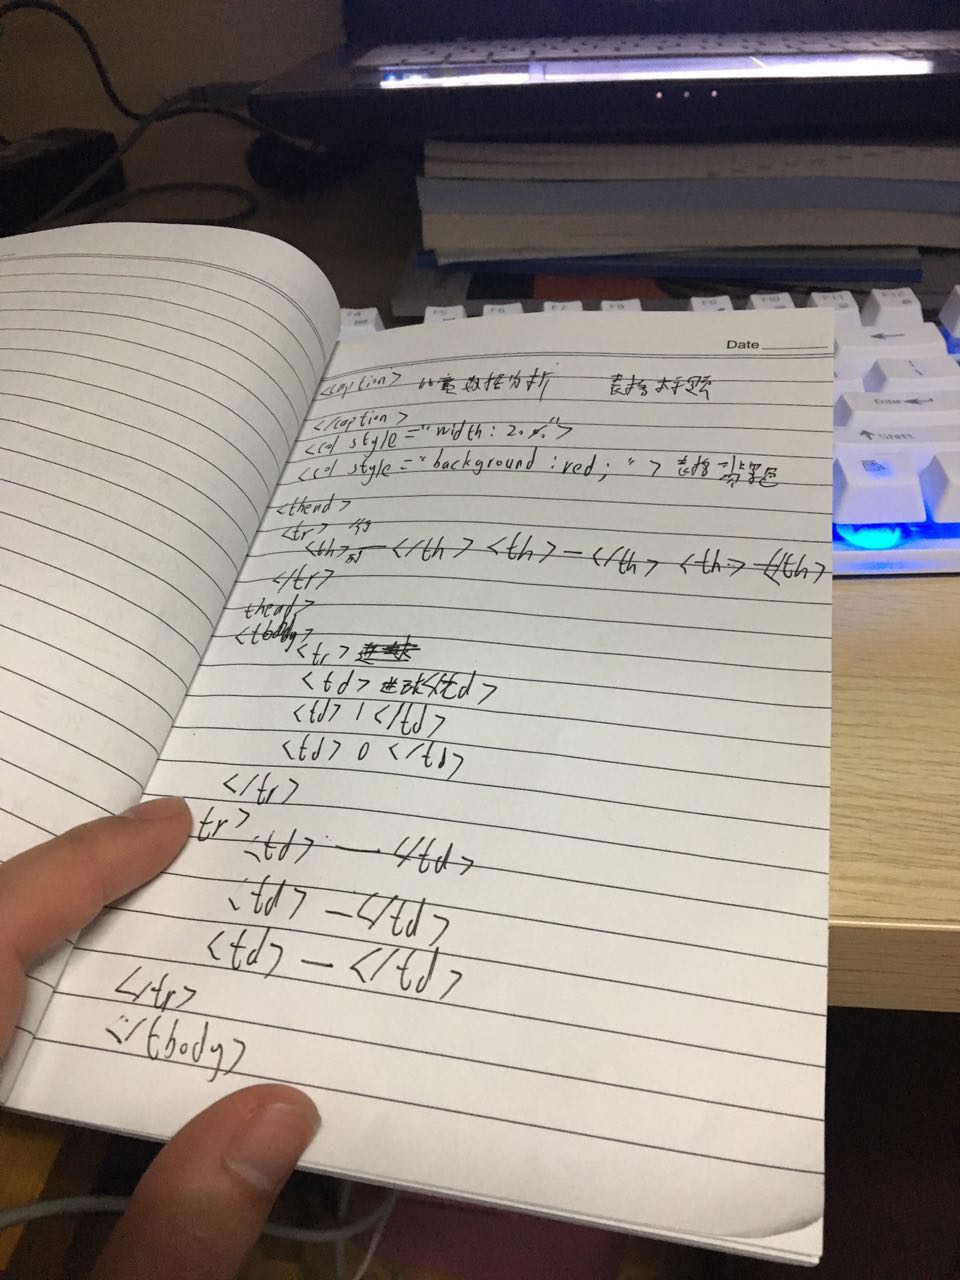 Date
<caption> 比赛数据分析 表格标题
</caption>
<col style="width: 20%">
<col style="background:red;"> 表格背景色
<thead>
<tr> 行
<th>列—</th> <th>—</th> <th> </th>
</tr>
thead>
<tbody>
<tr>
<td> 进球</td>
<td> 1 </td>
<td> 0 </td>
</tr>
tr>
<td> — </td>
<td> — </td>
<td> — </td>
</tr>
</tbody>
F4
F5
F6
F7
F8
F9
F10
F11
F12
Enter
Shift